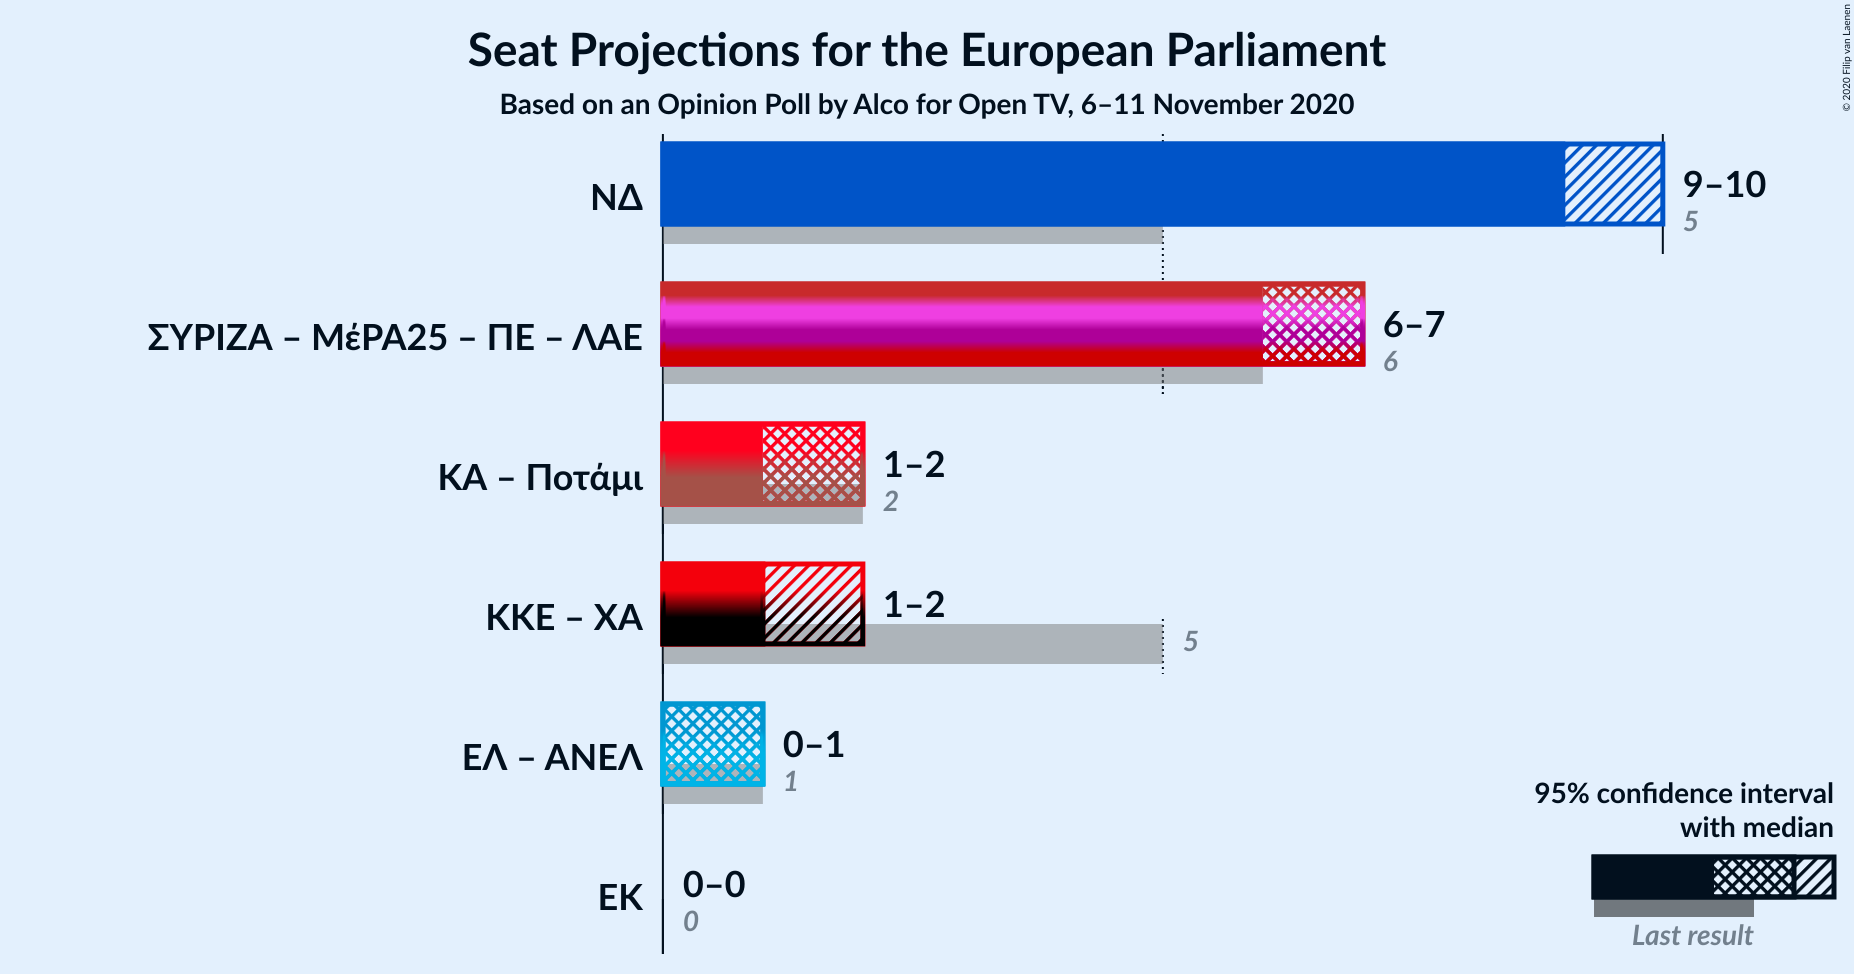 Seat Projections for the European Parliament
Based on an Opinion Poll by Alco for Open TV, 6–11 November 2020
© 2020 Filip van Laenen
ΝΔ
9–10
5
ΣΥΡΙΖΑ – ΜέΡΑ25 – ΠΕ – ΛΑΕ
6–7
6
ΚΑ – Ποτάμι
1–2
2
ΚΚΕ – ΧΑ
1–2
5
ΕΛ – ΑΝΕΛ
0–1
1
ΕΚ
0–0
0
95% confidence interval
with median
Last result